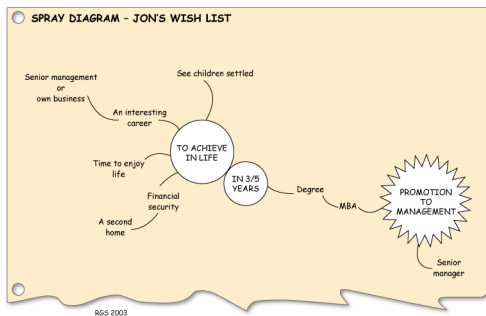 SPRAY DIAGRAM – JON'S WISH LIST
See children settled
Senior management
or
own business
An interesting
career
TO ACHIEVE
IN LIFE
Time to enjoy
life
Financial
security
A second
home
IN 3/5
YEARS
Degree
MBA
PROMOTION
TO
MANAGEMENT
Senior
manager
RGS 2003